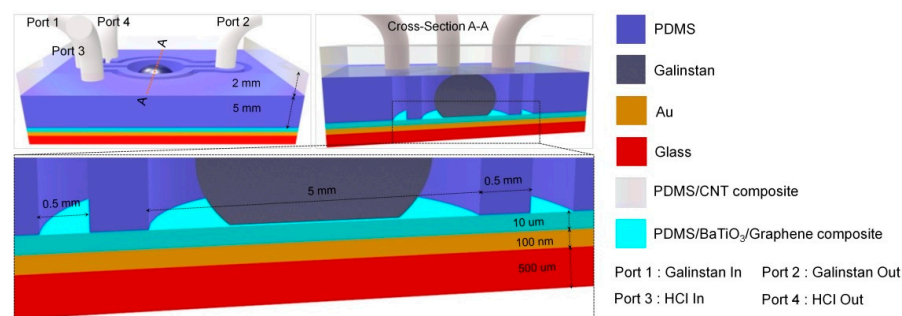 Port 1
Port 4
Port 2
Port 3
A
A
2 mm
5 mm
Cross-Section A-A
0.5 mm
5 mm
0.5 mm
10 um
100 nm
500 um
PDMS
Galinstan
Au
Glass
PDMS/CNT composite
PDMS/BaTiO₃/Graphene composite
Port 1 : Galinstan In Port 2 : Galinstan Out
Port 3 : HCl In Port 4 : HCl Out